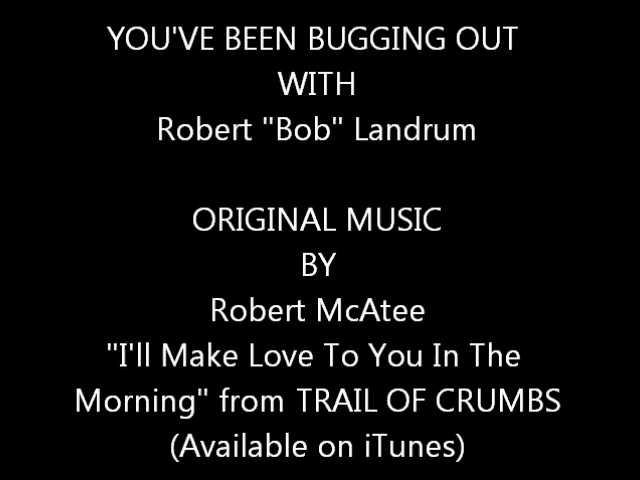 YOU'VE BEEN BUGGING OUT
WITH
Robert "Bob" Landrum
ORIGINAL MUSIC
BY
Robert McAtee
"I'll Make Love To You In The
Morning" from TRAIL OF CRUMBS
(Available on iTunes)